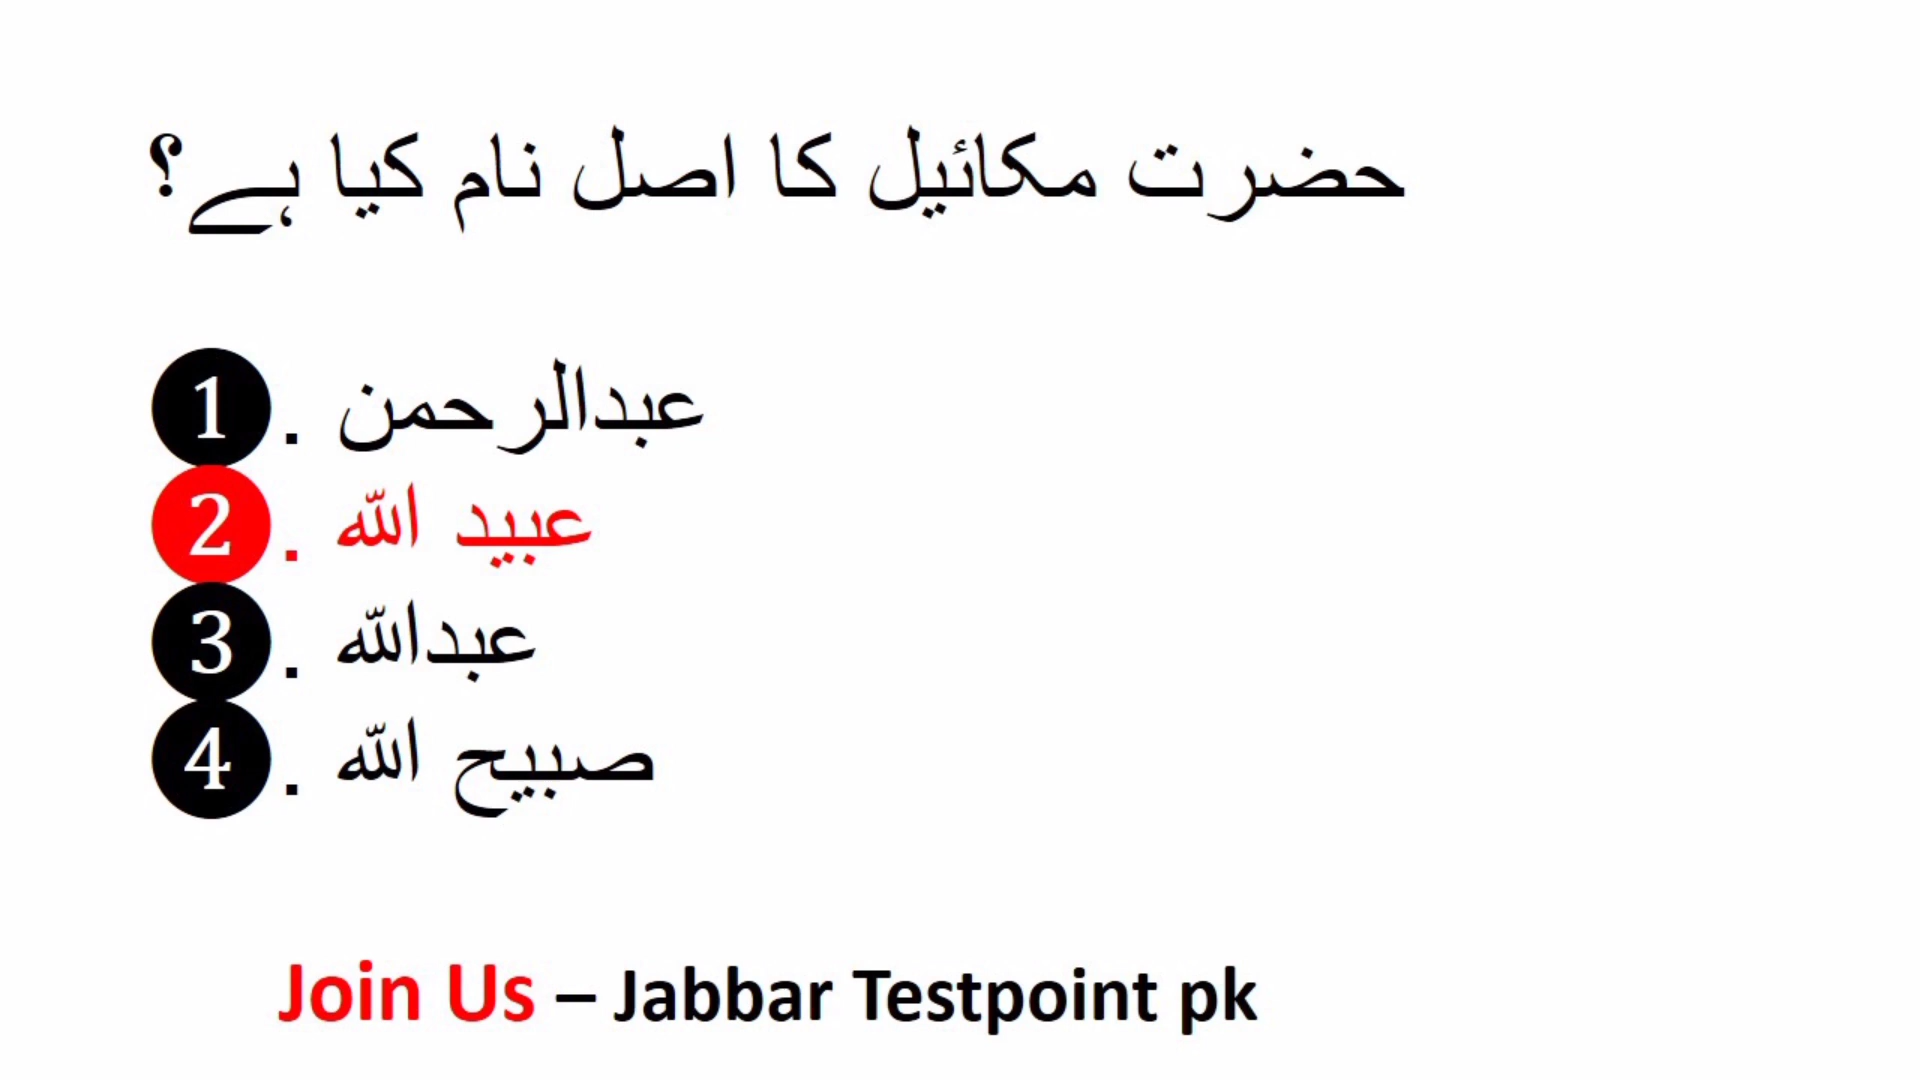 حضرت مکائیل کا اصل نام کیا ہے؟
1. عبدالرحمن
2. عبید اللہ
3. عبداللہ
4. صبیح اللہ
Join Us – Jabbar Testpoint pk